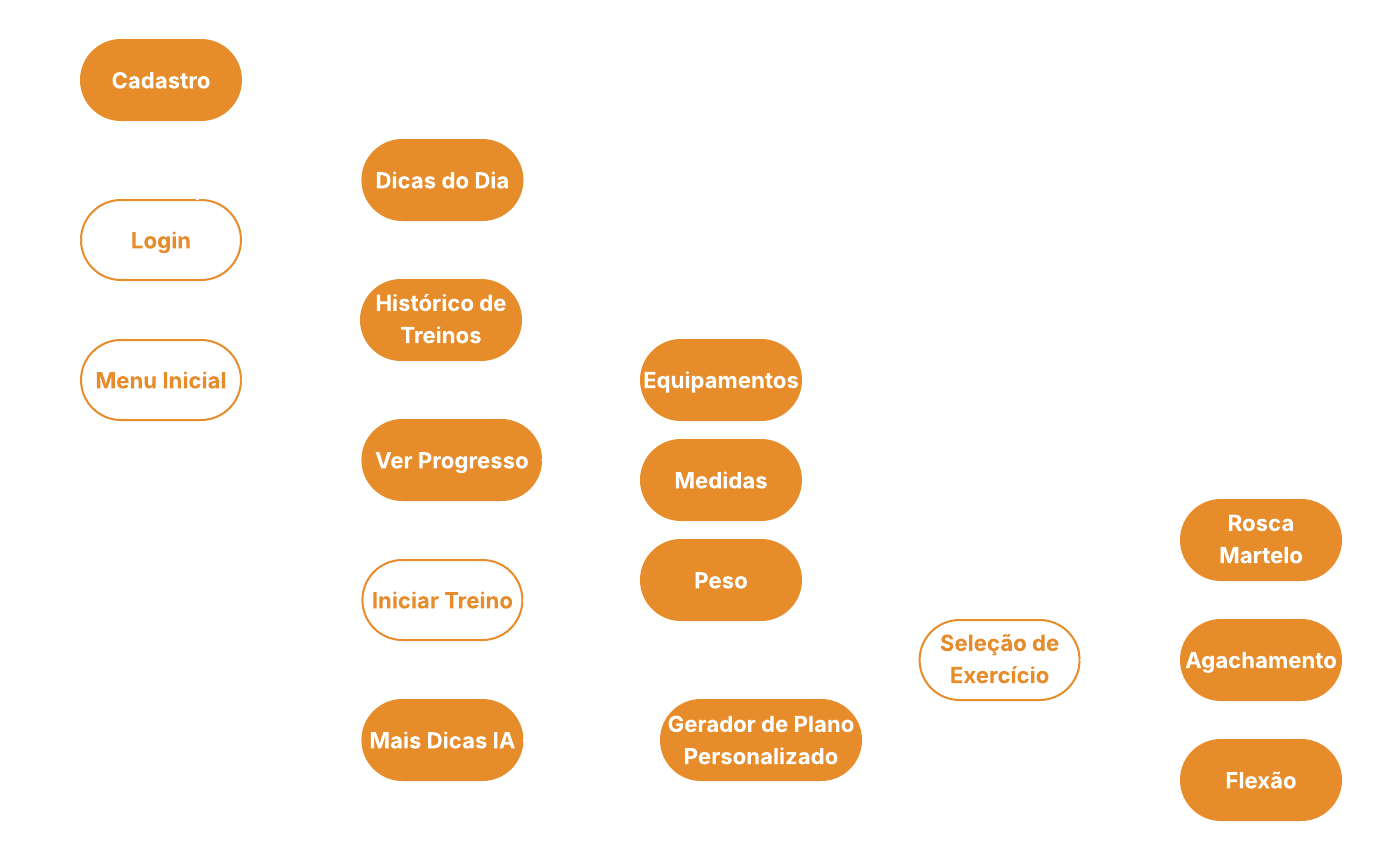 Cadastro
Login
Menu Inicial
Dicas do Dia
Histórico de
Treinos
Ver Progresso
Iniciar Treino
Mais Dicas IA
Equipamentos
Medidas
Peso
Gerador de Plano
Personalizado
Seleção de
Exercício
Rosca
Martelo
Agachamento
Flexão